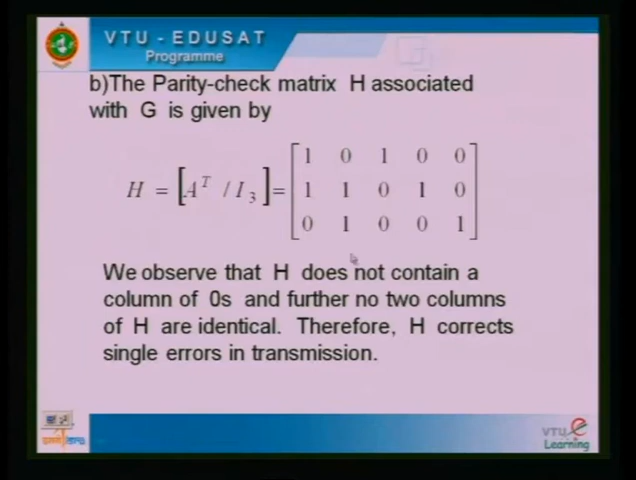 VTU - EDUSAT
Programme
b)The Parity-check matrix H associated
with G is given by
H = [A^T / I_3] = [1 0 1 0 0
1 1 0 1 0
0 1 0 0 1]
We observe that H does not contain a
column of 0s and further no two columns
of H are identical. Therefore, H corrects
single errors in transmission.
VTU e
Learning